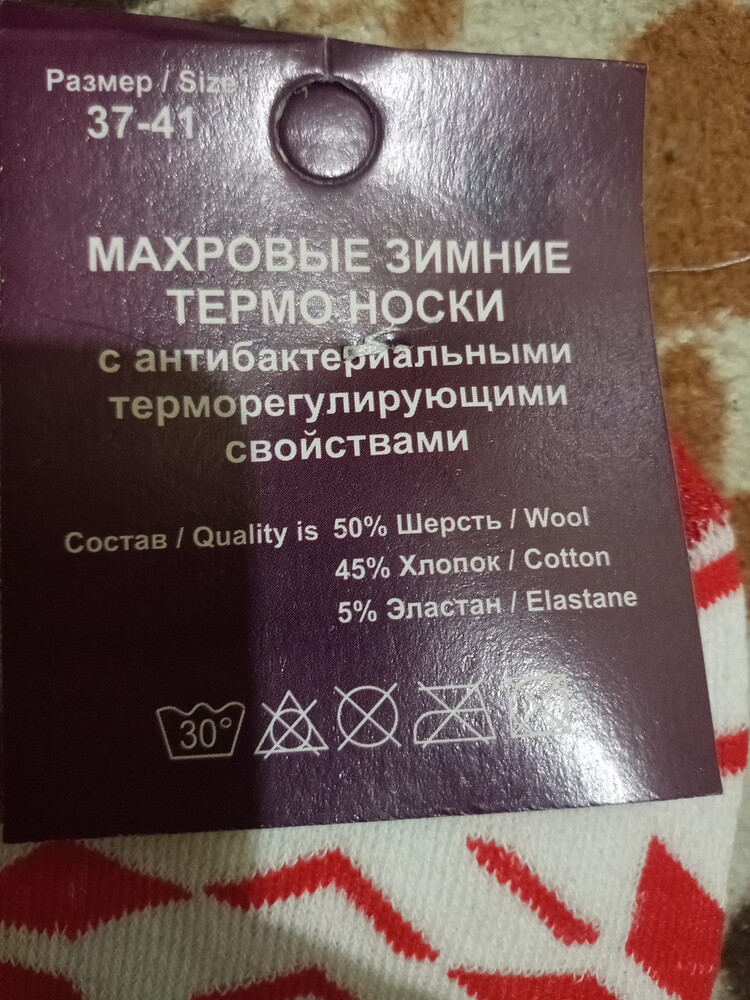 Размер / Size
37-41
МАХРОВЫЕ ЗИМНИЕ
ТЕРМО НОСКИ
с антибактериальными
терморегулирующими
свойствами
Состав / Quality is 50% Шерсть / Wool
45% Хлопок / Cotton
5% Эластан / Elastane
30°